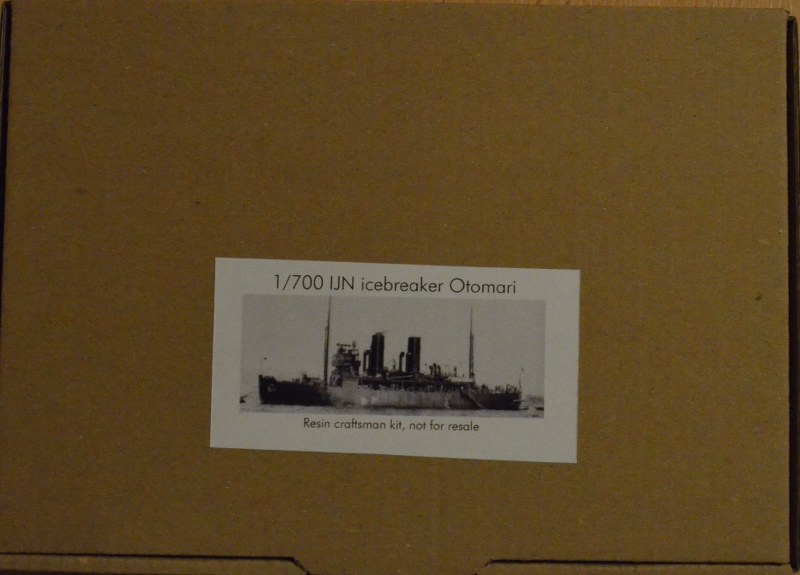 1/700 IJN icebreaker Otomari
Resin craftsman kit, not for resale